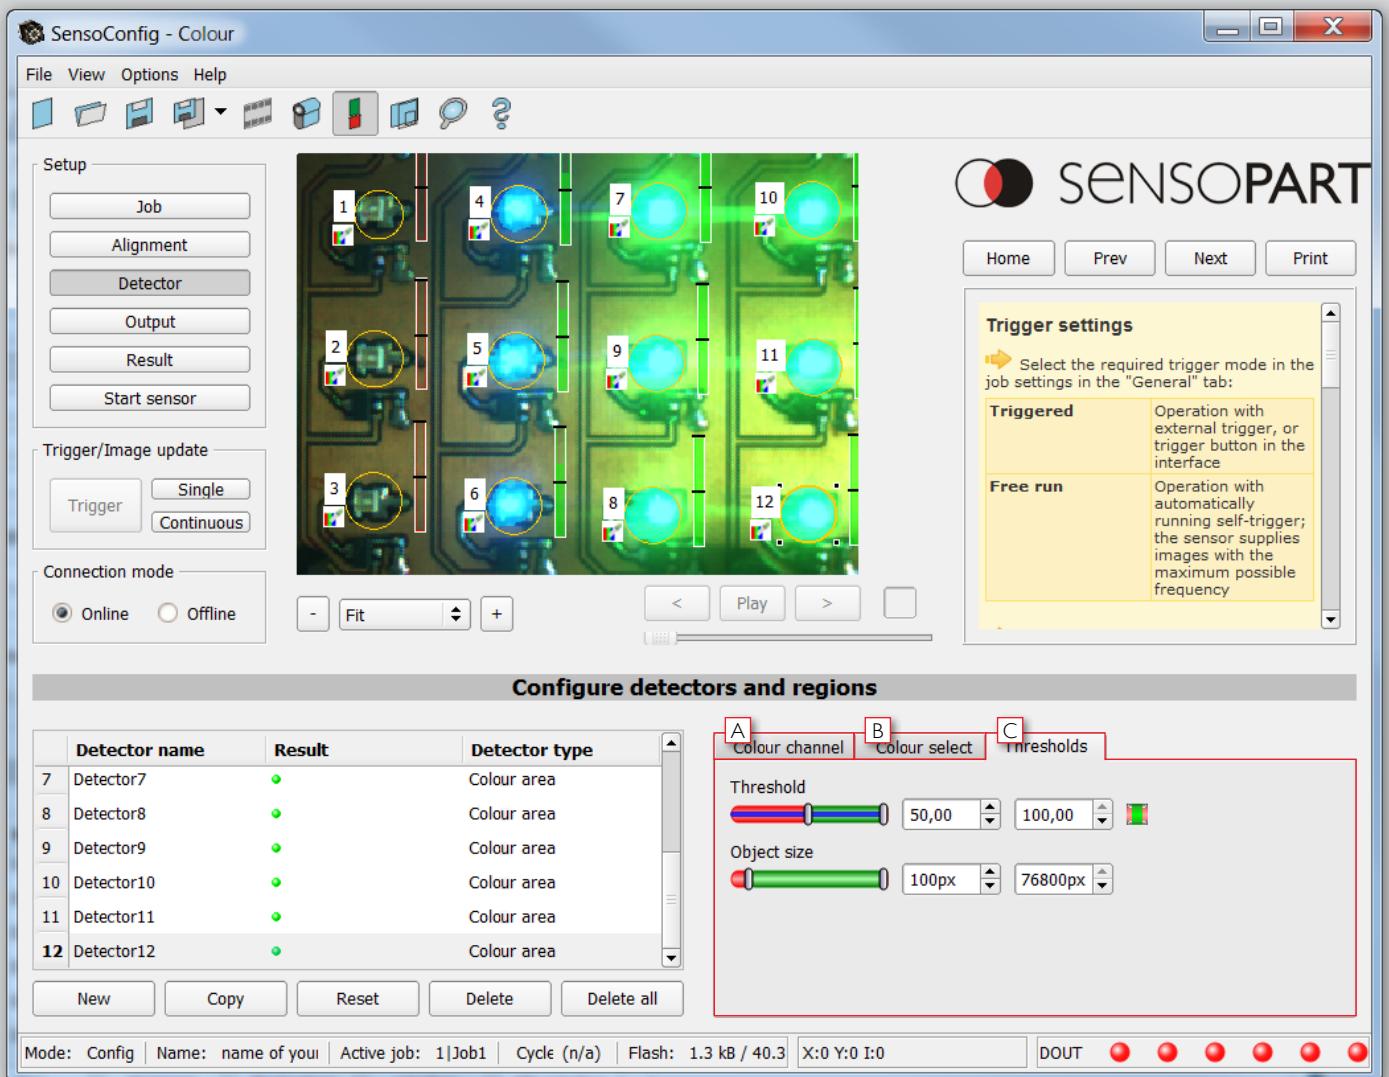 SensoConfig - Colour
File View Options Help
Setup
Job
Alignment
Detector
Output
Result
Start sensor
Trigger/Image update
Trigger
Single
Continuous
Connection mode
Online
Offline
1
4
7
10
2
5
9
11
3
6
8
12
-
Fit
+
<
Play
>
SENSOPART
Home
Prev
Next
Print
Trigger settings
Select the required trigger mode in the
job settings in the "General" tab:
Triggered
Operation with
external trigger, or
trigger button in the
interface
Free run
Operation with
automatically
running self-trigger;
the sensor supplies
images with the
maximum possible
frequency
Configure detectors and regions
Detector name Result Detector type
7 Detector7 Colour area
8 Detector8 Colour area
9 Detector9 Colour area
10 Detector10 Colour area
11 Detector11 Colour area
12 Detector12 Colour area
New
Copy
Reset
Delete
Delete all
A
B
C
Colour channel
Colour select
Thresholds
Threshold
50,00
100,00
Object size
100px
76800px
Mode: Config Name: name of your Active job: 1|Job1 Cycle (n/a) Flash: 1.3 kB / 40.3 X:0 Y:0 I:0 DOUT